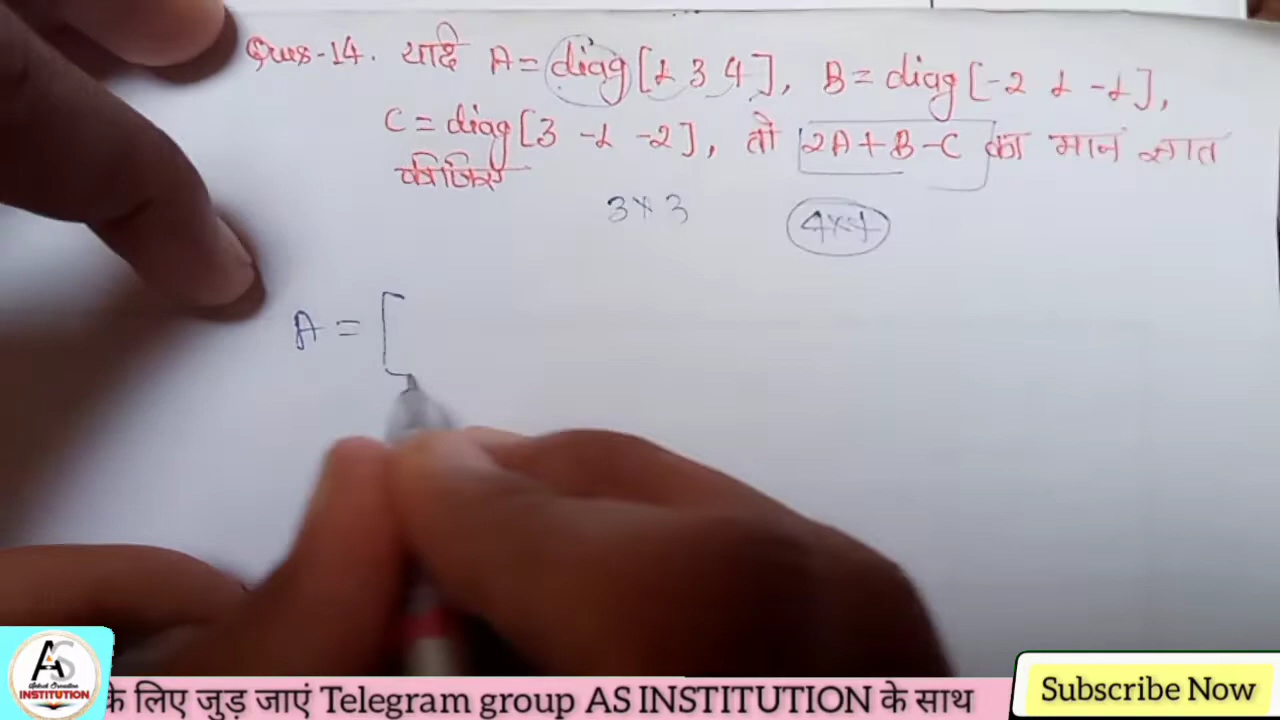 Ques-14. यदि A = diag [1 3 4], B = diag [-2 1 -1],
C = diag [3 -1 -2], तो 2A+B-C का मान ज्ञात
कीजिए
3×3 4×4
A = [
AS
INSTITUTION
के लिए जुड़ जाएं Telegram group AS INSTITUTION के साथ
Subscribe Now